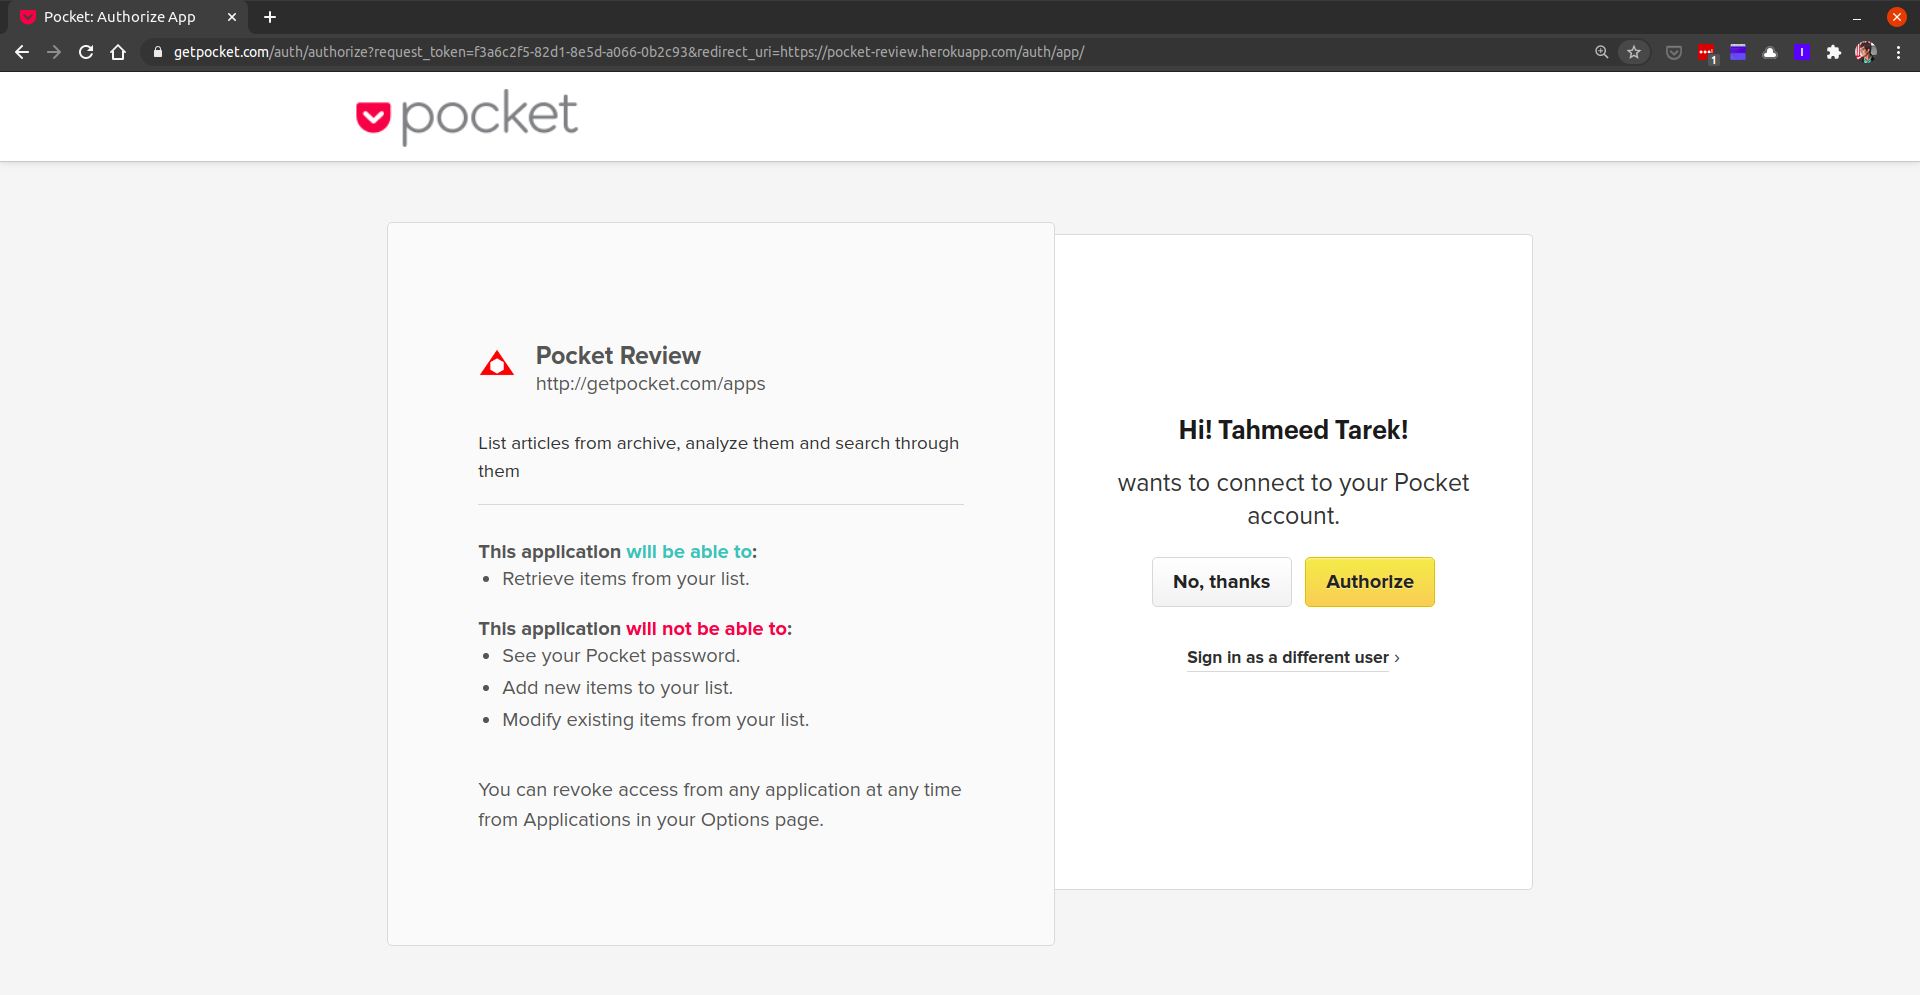 Pocket: Authorize App
getpocket.com/auth/authorize?request_token=f3a6c2f5-82d1-8e5d-a066-0b2c93&redirect_uri=https://pocket-review.herokuapp.com/auth/app/
1
pocket
Pocket Review
http://getpocket.com/apps
List articles from archive, analyze them and search through
them
This application will be able to:
• Retrieve items from your list.
This application will not be able to:
• See your Pocket password.
• Add new items to your list.
• Modify existing items from your list.
You can revoke access from any application at any time
from Applications in your Options page.
Hi! Tahmeed Tarek!
wants to connect to your Pocket
account.
No, thanks
Authorize
Sign in as a different user ›